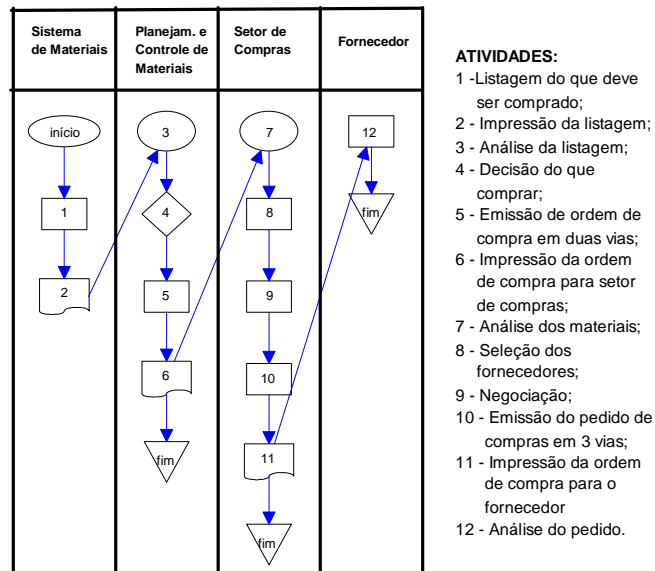 Sistema
de Materiais
Planejam. e
Controle de
Materiais
Setor de
Compras
Fornecedor
início
1
2
3
4
5
6
fim
7
8
9
10
11
fim
12
fim
ATIVIDADES:
1 -Listagem do que deve
ser comprado;
2 - Impressão da listagem;
3 - Análise da listagem;
4 - Decisão do que
comprar;
5 - Emissão de ordem de
compra em duas vias;
6 - Impressão da ordem
de compra para setor
de compras;
7 - Análise dos materiais;
8 - Seleção dos
fornecedores;
9 - Negociação;
10 - Emissão do pedido de
compras em 3 vias;
11 - Impressão da ordem
de compra para o
fornecedor
12 - Análise do pedido.